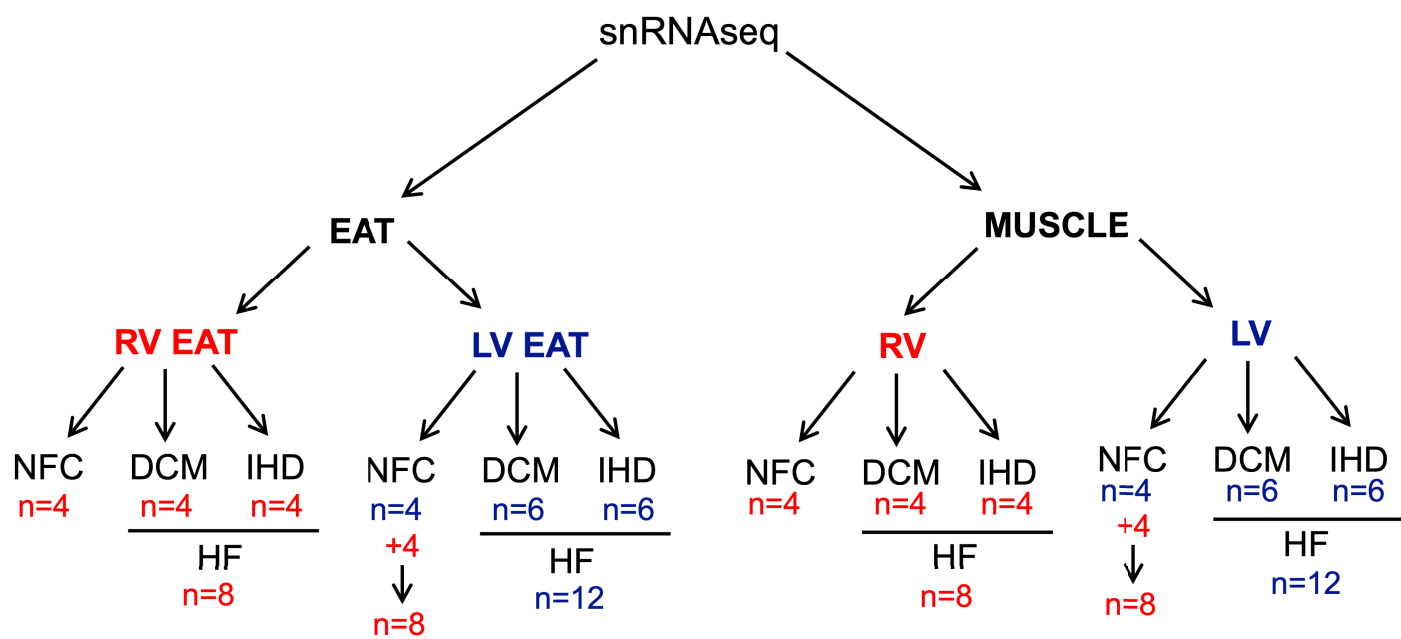 snRNAseq
EAT
MUSCLE
RV EAT
LV EAT
RV
LV
NFC
n=4
DCM
n=4
IHD
n=4
HF
n=8
NFC
n=4
+4
n=8
DCM
n=6
IHD
n=6
HF
n=12
NFC
n=4
DCM
n=4
IHD
n=4
HF
n=8
NFC
n=4
+4
n=8
DCM
n=6
IHD
n=6
HF
n=12